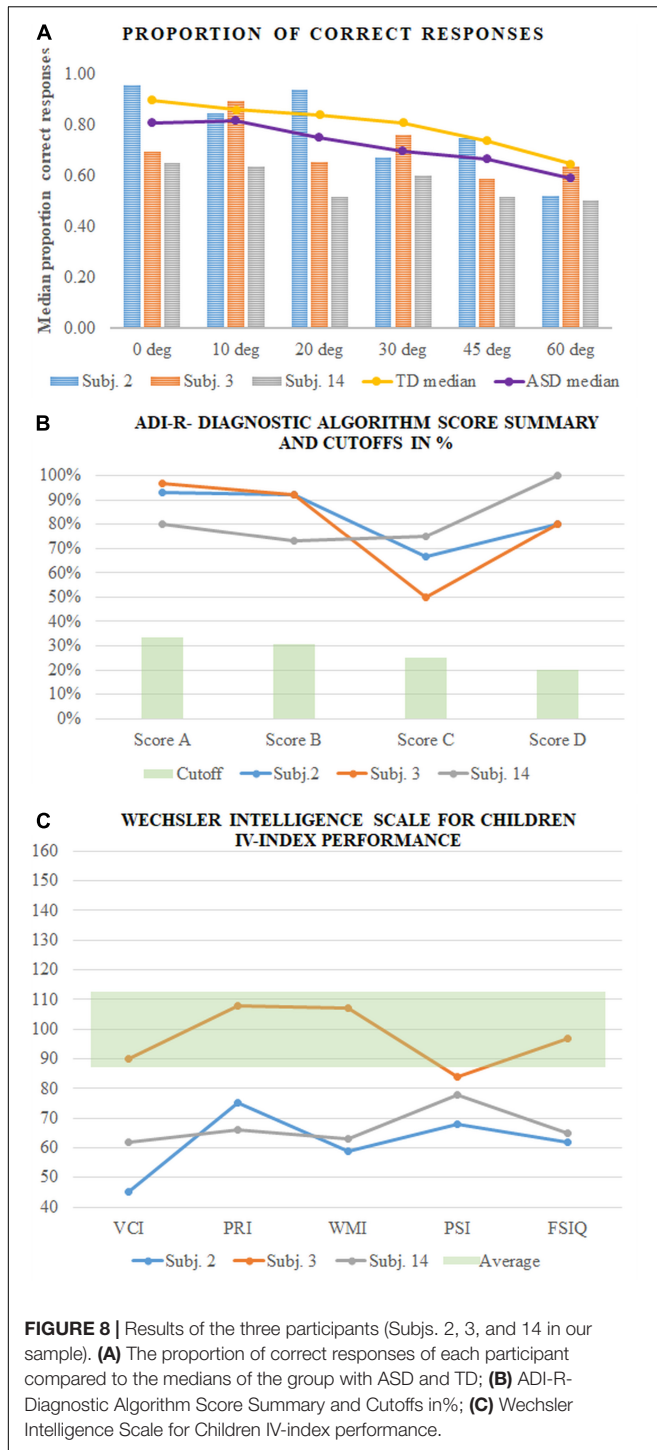 A
PROPORTION OF CORRECT RESPONSES
Median proportion correct responses
1.00
0.80
0.60
0.40
0.20
0.00
0 deg 10 deg 20 deg 30 deg 45 deg 60 deg
Subj. 2 Subj. 3 Subj. 14 TD median ASD median
B
ADI-R- DIAGNOSTIC ALGORITHM SCORE SUMMARY
AND CUTOFFS IN %
100%
90%
80%
70%
60%
50%
40%
30%
20%
10%
0%
Score A Score B Score C Score D
Cutoff Subj.2 Subj. 3 Subj. 14
C
WECHSLER INTELLIGENCE SCALE FOR CHILDREN
IV-INDEX PERFORMANCE
160
150
140
130
120
110
100
90
80
70
60
50
40
VCI PRI WMI PSI FSIQ
Subj. 2 Subj. 3 Subj. 14 Average
FIGURE 8 | Results of the three participants (Subjs. 2, 3, and 14 in our
sample). (A) The proportion of correct responses of each participant
compared to the medians of the group with ASD and TD; (B) ADI-R-
Diagnostic Algorithm Score Summary and Cutoffs in%; (C) Wechsler
Intelligence Scale for Children IV-index performance.